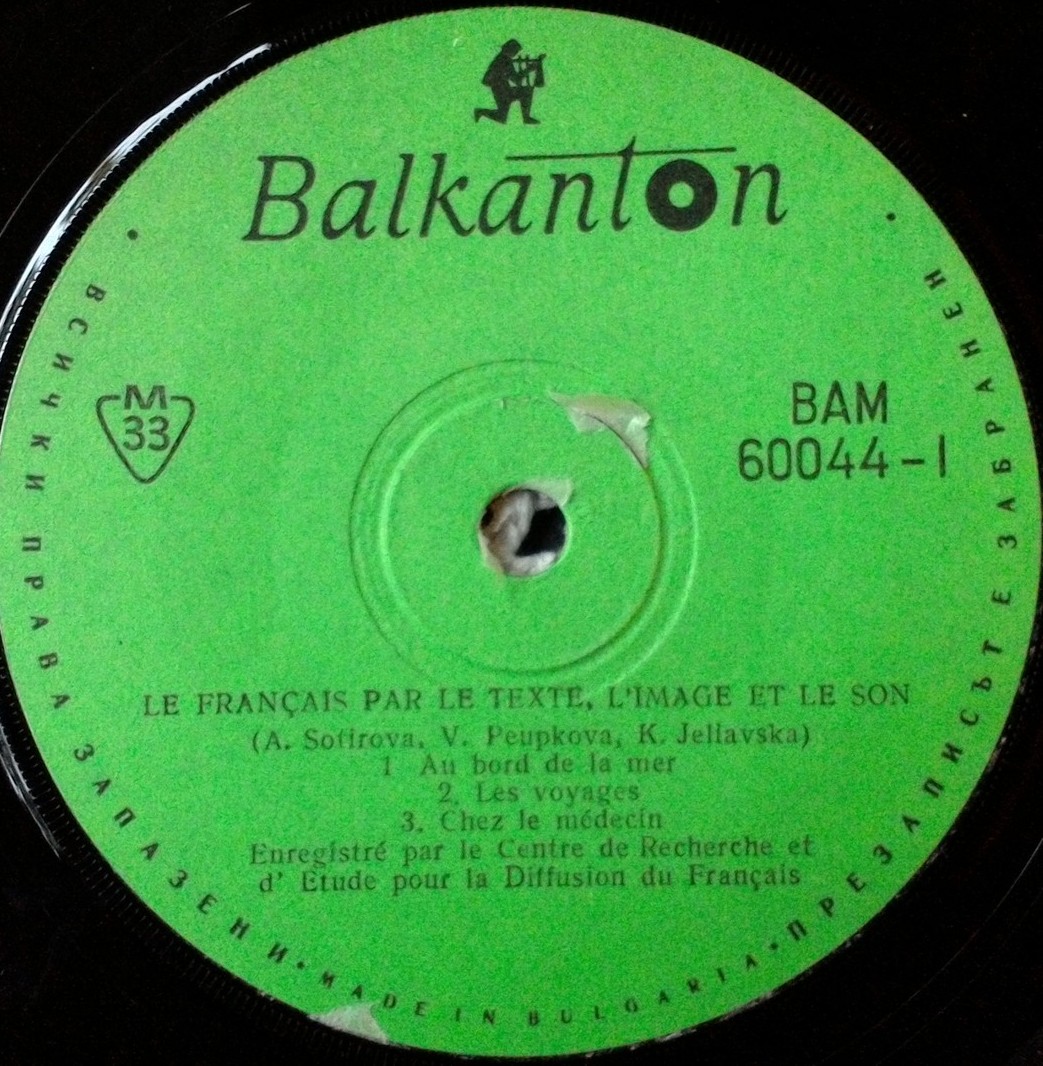 Balkanton
M
33
BAM
60044-1
LE FRANÇAIS PAR LE TEXTE, L'IMAGE ET LE SON
(A. Sotirova, V. Peupkova, K. Jeliavska)
1 Au bord de la mer
2. Les voyages
3. Chez le médecin
Enregistré par le Centre de Recherche et
d' Etude pour la Diffusion du Français
• ВСИЧКИ ПРАВА ЗАПАЗЕНИ • MADE IN BULGARIA • ПРЕЗАПИСЪТ Е ЗАБРАНЕН •